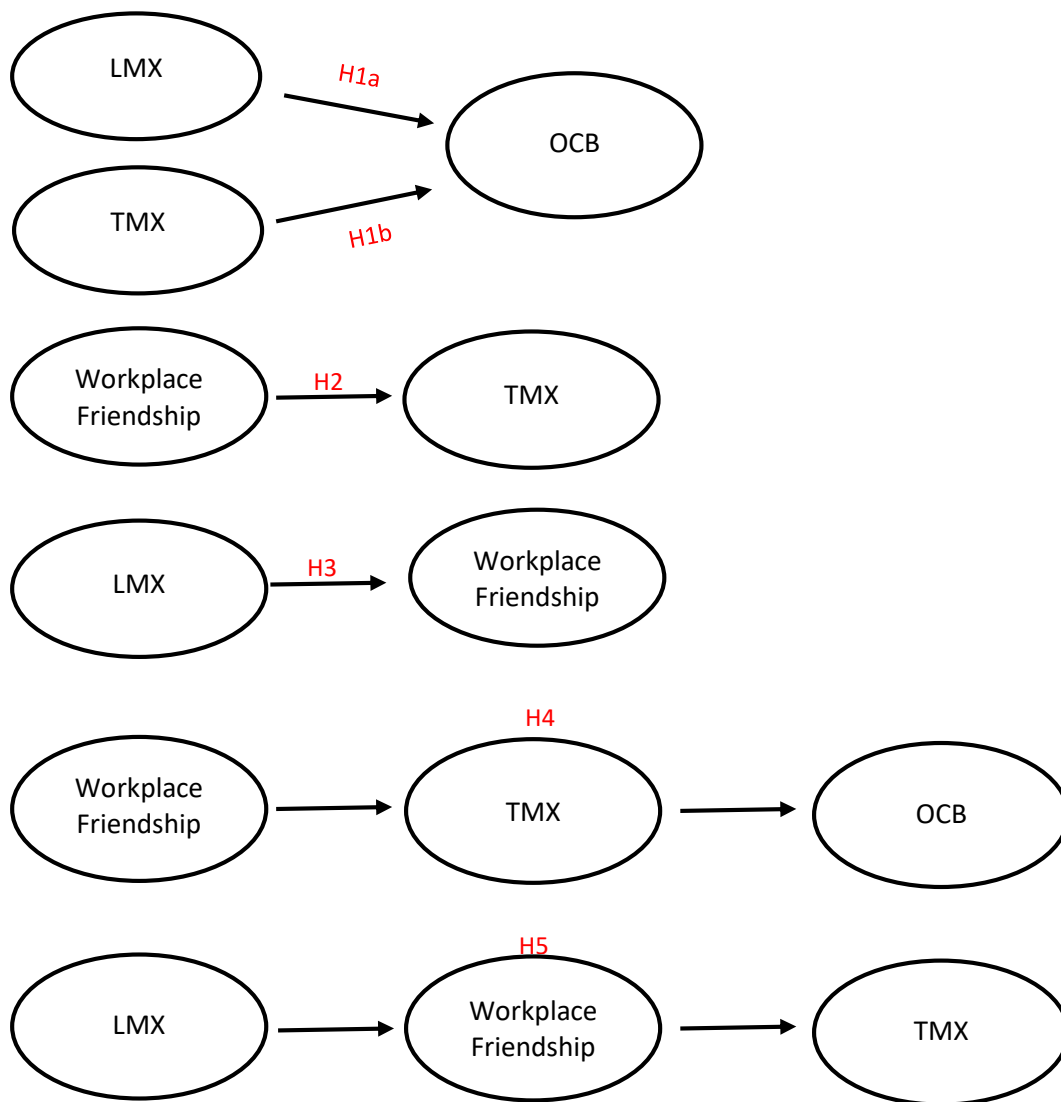 LMX
H1a
OCB
TMX
H1b
Workplace
Friendship
H2
TMX
LMX
H3
Workplace
Friendship
H4
Workplace
Friendship
TMX
OCB
H5
LMX
Workplace
Friendship
TMX